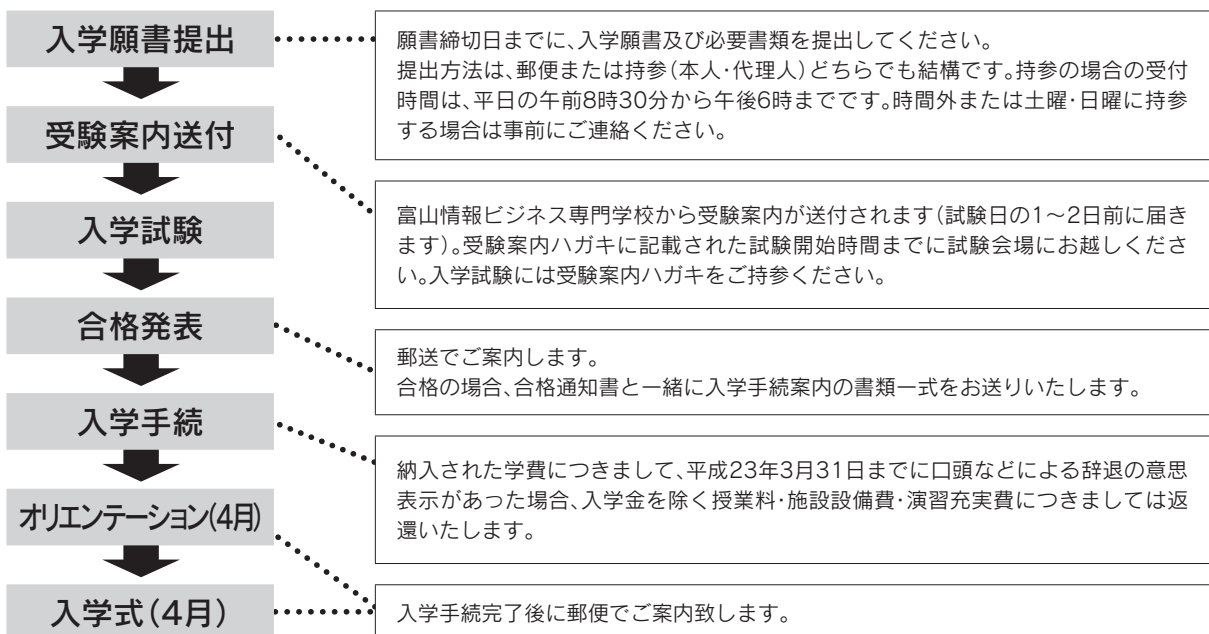 入学願書提出
願書締切日までに、入学願書及び必要書類を提出してください。
提出方法は、郵便または持参(本人・代理人)どちらでも結構です。持参の場合の受付
時間は、平日の午前8時30分から午後6時までです。時間外または土曜・日曜に持参
する場合は事前にご連絡ください。
受験案内送付
富山情報ビジネス専門学校から受験案内が送付されます(試験日の1〜2日前に届き
ます)。受験案内ハガキに記載された試験開始時間までに試験会場にお越しくださ
い。入学試験には受験案内ハガキをご持参ください。
入学試験
合格発表
郵送でご案内します。
合格の場合、合格通知書と一緒に入学手続案内の書類一式をお送りいたします。
入学手続
納入された学費につきまして、平成23年3月31日までに口頭などによる辞退の意思
表示があった場合、入学金を除く授業料・施設設備費・演習充実費につきましては返
還いたします。
オリエンテーション(4月)
入学式(4月)
入学手続完了後に郵便でご案内致します。